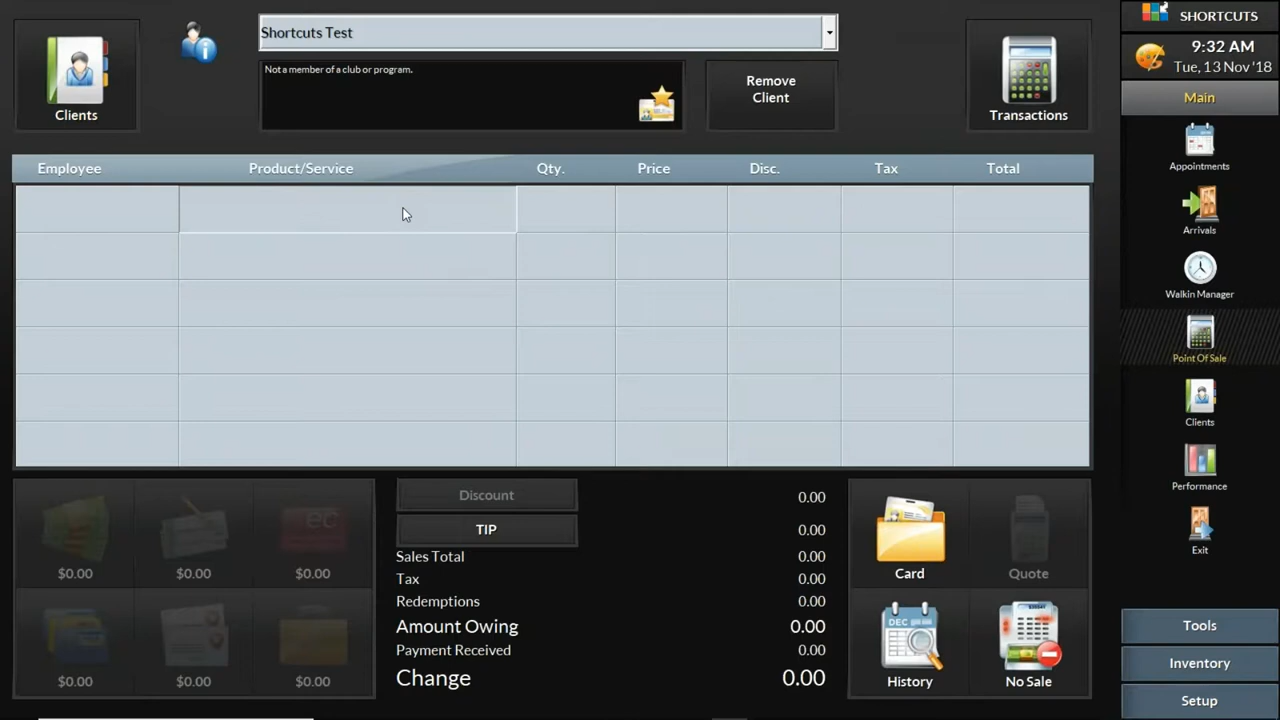 Shortcuts Test
Not a member of a club or program.
Clients
Remove
Client
Transactions
SHORTCUTS
9:32 AM
Tue, 13 Nov '18
Main
Appointments
Arrivals
Walkin Manager
Point Of Sale
Clients
Performance
Exit
Tools
Inventory
Setup
Employee Product/Service Qty. Price Disc. Tax Total
$0.00 $0.00 $0.00
$0.00 $0.00 $0.00
Discount 0.00
TIP 0.00
Sales Total 0.00
Tax 0.00
Redemptions 0.00
Amount Owing 0.00
Payment Received 0.00
Change 0.00
Card Quote
DEC
History No Sale